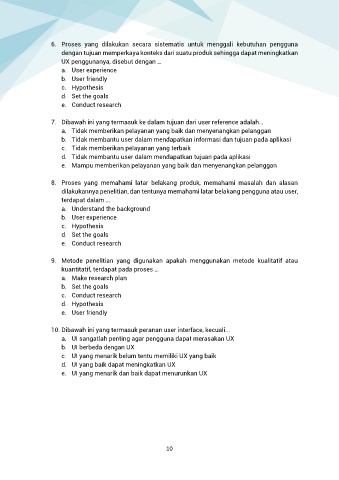 6. Proses yang dilakukan secara sistematis untuk menggali kebutuhan pengguna
dengan tujuan memperkaya konteks dari suatu produk sehingga dapat meningkatkan
UX penggunanya, disebut dengan ...
a. User experience
b. User friendly
c. Hypothesis
d. Set the goals
e. Conduct research
7. Dibawah ini yang termasuk ke dalam tujuan dari user reference adalah...
a. Tidak memberikan pelayanan yang baik dan menyenangkan pelanggan
b. Tidak membantu user dalam mendapatkan informasi dan tujuan pada aplikasi
c. Tidak memberikan pelayanan yang terbaik
d. Tidak membantu user dalam mendapatkan tujuan pada aplikasi
e. Mampu memberikan pelayanan yang baik dan menyenangkan pelanggan
8. Proses yang memahami latar belakang produk, memahami masalah dan alasan
dilakukannya penelitian, dan tentunya memahami latar belakang pengguna atau user,
terdapat dalam ...
a. Understand the background
b. User experience
c. Hypothesis
d. Set the goals
e. Conduct research
9. Metode penelitian yang digunakan apakah menggunakan metode kualitatif atau
kuantitatif, terdapat pada proses ...
a. Make research plan
b. Set the goals
c. Conduct research
d. Hypothesis
e. User friendly
10. Dibawah ini yang termasuk peranan user interface, kecuali...
a. UI sangatlah penting agar pengguna dapat merasakan UX
b. UI berbeda dengan UX
c. UI yang menarik belum tentu memiliki UX yang baik
d. UI yang baik dapat meningkatkan UX
e. UI yang menarik dan baik dapat menurunkan UX
10